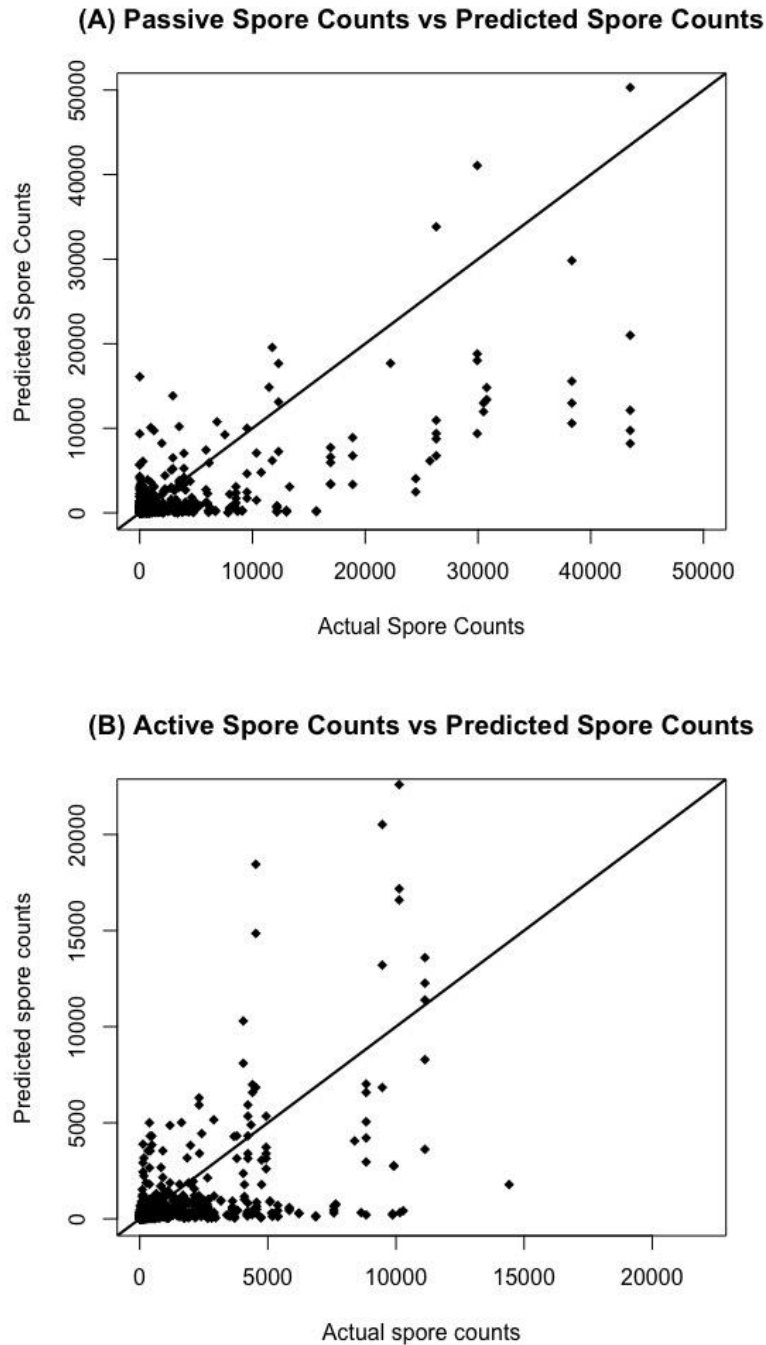 (A) Passive Spore Counts vs Predicted Spore Counts
Predicted Spore Counts
50000
40000
30000
20000
10000
0
0 10000 20000 30000 40000 50000
Actual Spore Counts
(B) Active Spore Counts vs Predicted Spore Counts
Predicted spore counts
20000
15000
10000
5000
0
0 5000 10000 15000 20000
Actual spore counts